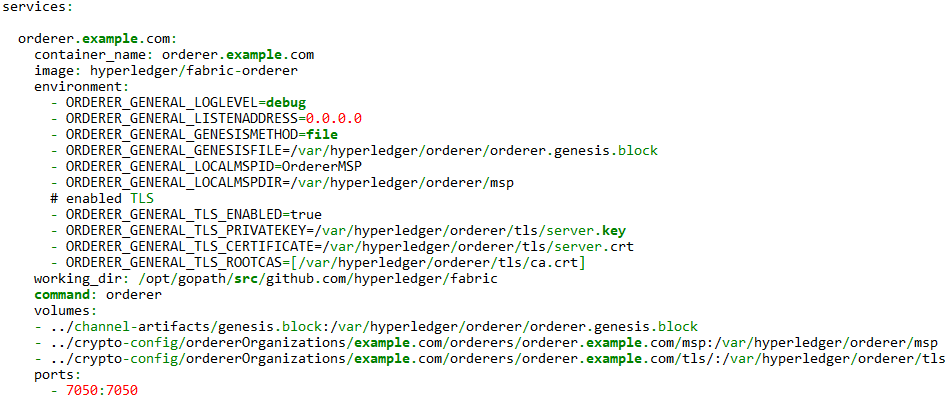 services:
orderer.example.com:
container_name: orderer.example.com
image: hyperledger/fabric-orderer
environment:
- ORDERER_GENERAL_LOGLEVEL=debug
- ORDERER_GENERAL_LISTENADDRESS=0.0.0.0
- ORDERER_GENERAL_GENESISMETHOD=file
- ORDERER_GENERAL_GENESISFILE=/var/hyperledger/orderer/orderer.genesis.block
- ORDERER_GENERAL_LOCALMSPID=OrdererMSP
- ORDERER_GENERAL_LOCALMSPDIR=/var/hyperledger/orderer/msp
# enabled TLS
- ORDERER_GENERAL_TLS_ENABLED=true
- ORDERER_GENERAL_TLS_PRIVATEKEY=/var/hyperledger/orderer/tls/server.key
- ORDERER_GENERAL_TLS_CERTIFICATE=/var/hyperledger/orderer/tls/server.crt
- ORDERER_GENERAL_TLS_ROOTCAS=[/var/hyperledger/orderer/tls/ca.crt]
working_dir: /opt/gopath/src/github.com/hyperledger/fabric
command: orderer
volumes:
- ../channel-artifacts/genesis.block:/var/hyperledger/orderer/orderer.genesis.block
- ../crypto-config/ordererOrganizations/example.com/orderers/orderer.example.com/msp:/var/hyperledger/orderer/msp
- ../crypto-config/ordererOrganizations/example.com/orderers/orderer.example.com/tls/:/var/hyperledger/orderer/tls
ports:
- 7050:7050